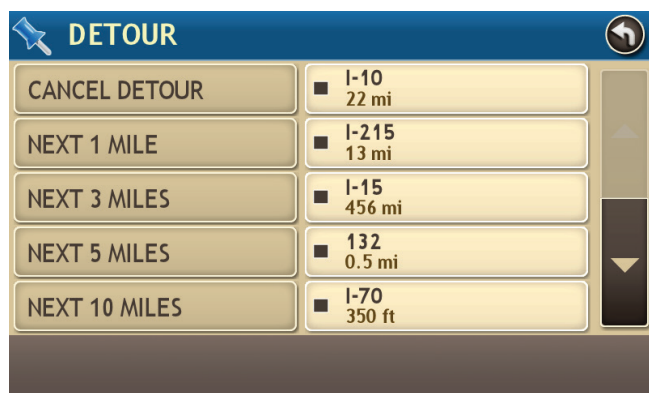 DETOUR
CANCEL DETOUR
I-10
22 mi
NEXT 1 MILE
I-215
13 mi
NEXT 3 MILES
I-15
456 mi
NEXT 5 MILES
132
0.5 mi
NEXT 10 MILES
I-70
350 ft